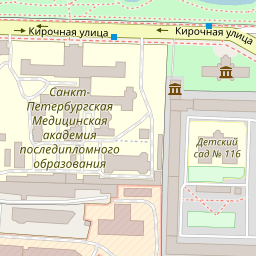 Кирочная улица
Кирочная улица
Санкт-
Петербургская
Медицинская
академия
последипломного
образования
Детский
сад № 116